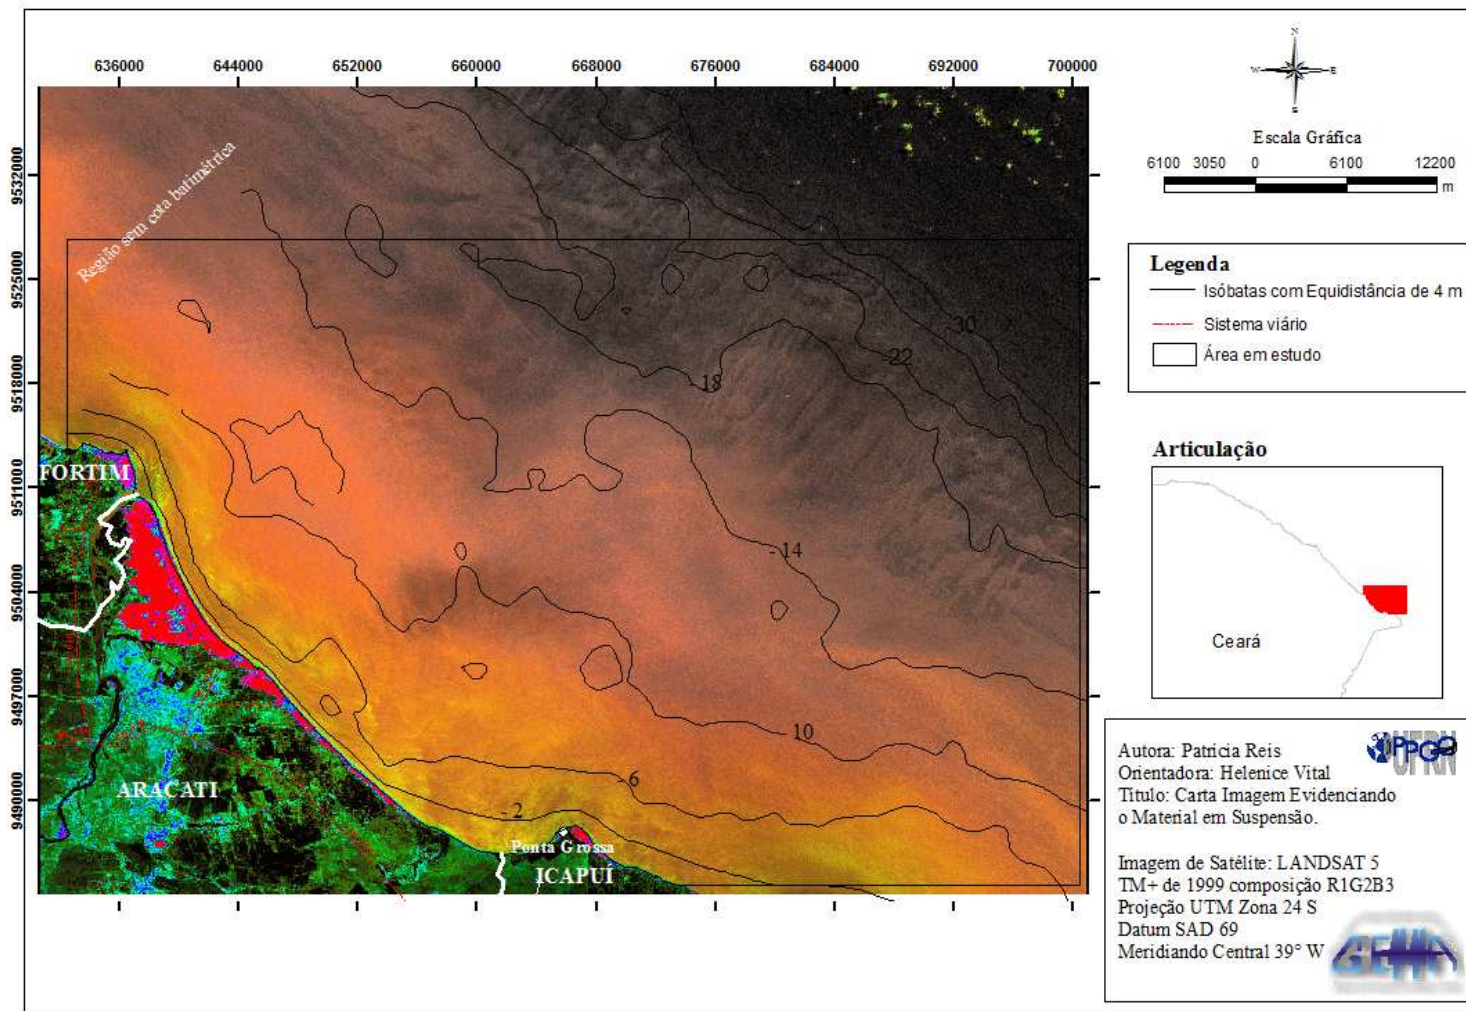 636000 644000 652000 660000 668000 676000 684000 692000 700000
9532000
9525000
9518000
9511000
9504000
9497000
9490000
Região sem cota batimétrica
- 30
- 22
- 18
- 14
- 10
- 6
- 2
FORTIM
ARACATI
Ponta Grossa
ICAPUÍ
N
W E
S
Escala Gráfica
6100 3050 0 6100 12200
m
Legenda
Isóbatas com Equidistância de 4 m
Sistema viário
Área em estudo
Articulação
Ceará
Autora: Patricia Reis
Orientadora: Helenice Vital
Titulo: Carta Imagem Evidenciando
o Material em Suspensão.
PPGG
UFRN
Imagem de Satélite: LANDSAT 5
TM+ de 1999 composição R1G2B3
Projeção UTM Zona 24 S
Datum SAD 69
Meridiando Central 39° W